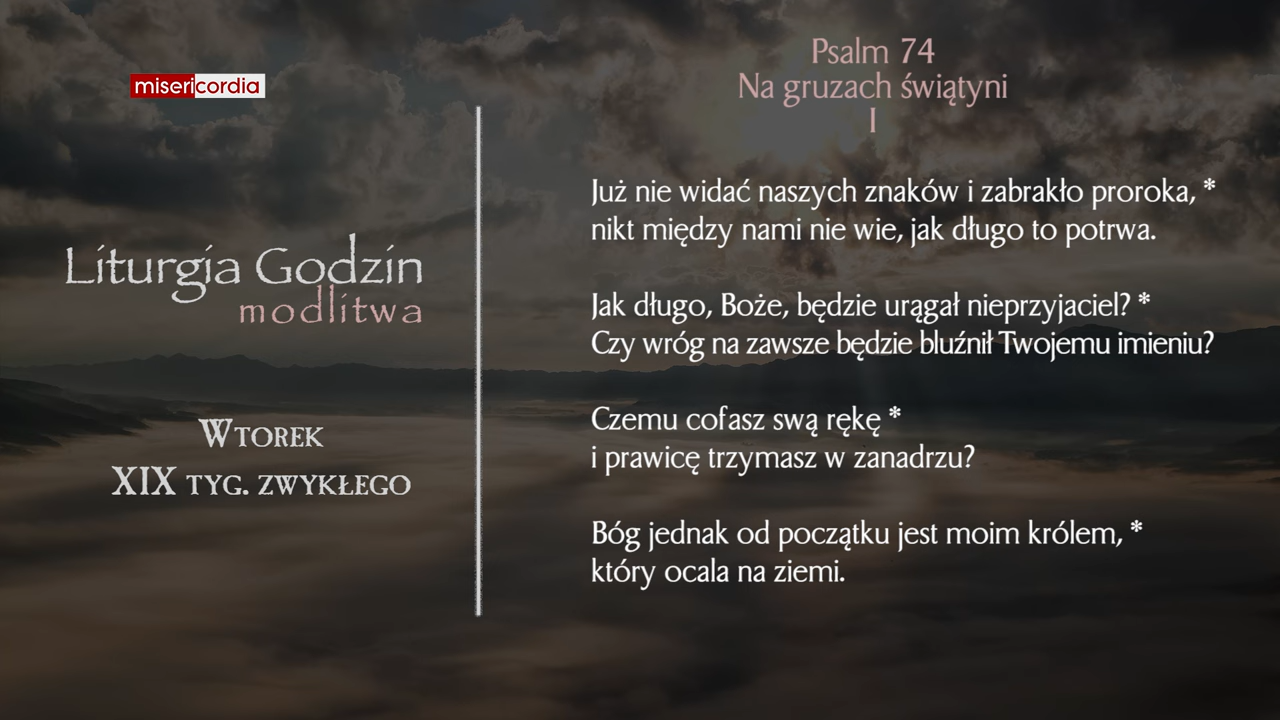 misericordia
Liturgia Godzin
modlitwa
Wtorek
XIX tyg. zwykłego
Psalm 74
Na gruzach świątyni
I
Już nie widać naszych znaków i zabrakło proroka, *
nikt między nami nie wie, jak długo to potrwa.
Jak długo, Boże, będzie urągał nieprzyjaciel? *
Czy wróg na zawsze będzie bluźnił Twojemu imieniu?
Czemu cofasz swą rękę *
i prawicę trzymasz w zanadrzu?
Bóg jednak od początku jest moim królem, *
który ocala na ziemi.